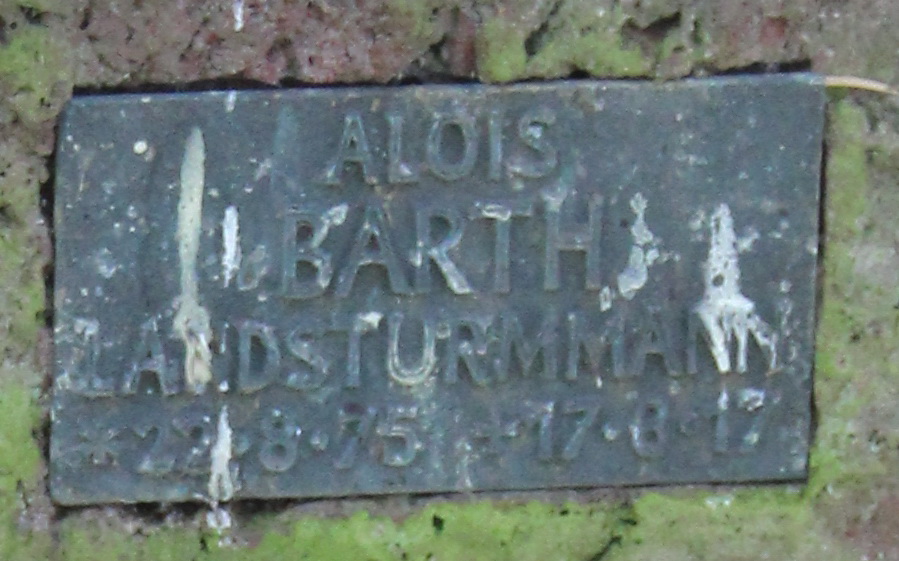 ALOIS
BARTH
LANDSTURMMANN
* 22·8·75 + 17·8·17